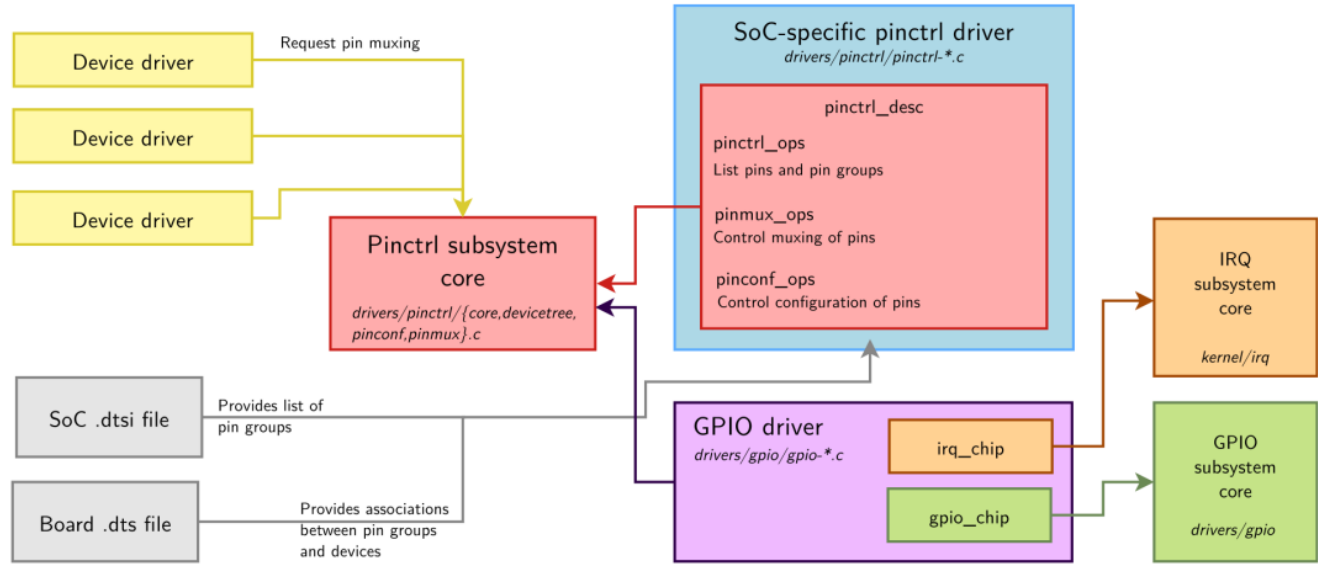 Device driver
Request pin muxing
Device driver
Device driver
Pinctrl subsystem
core
drivers/pinctrl/{core,devicetree,
pinconf,pinmux}.c
SoC-specific pinctrl driver
drivers/pinctrl/pinctrl-*.c
pinctrl_desc
pinctrl_ops
List pins and pin groups
pinmux_ops
Control muxing of pins
pinconf_ops
Control configuration of pins
IRQ
subsystem
core
kernel/irq
SoC .dtsi file
Provides list of
pin groups
Board .dts file
Provides associations
between pin groups
and devices
GPIO driver
drivers/gpio/gpio-*.c
irq_chip
gpio_chip
GPIO
subsystem
core
drivers/gpio